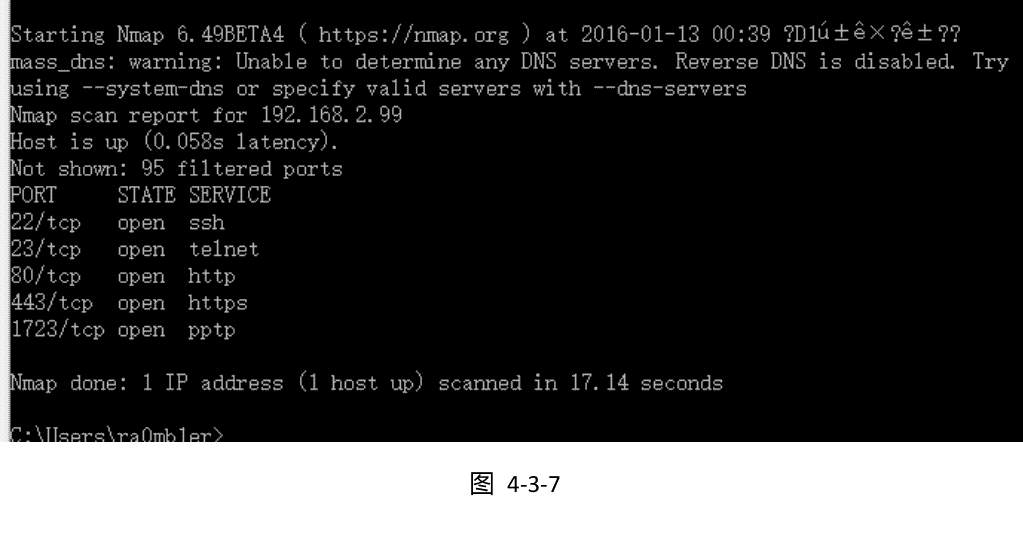 Starting Nmap 6.49BETA4 ( https://nmap.org ) at 2016-01-13 00:39 ?D1ú±ê×?ê±??
mass_dns: warning: Unable to determine any DNS servers. Reverse DNS is disabled. Try
using --system-dns or specify valid servers with --dns-servers
Nmap scan report for 192.168.2.99
Host is up (0.058s latency).
Not shown: 95 filtered ports
PORT     STATE SERVICE
22/tcp   open  ssh
23/tcp   open  telnet
80/tcp   open  http
443/tcp  open  https
1723/tcp open  pptp
Nmap done: 1 IP address (1 host up) scanned in 17.14 seconds
C:\Users\ra0mbler>
图 4-3-7